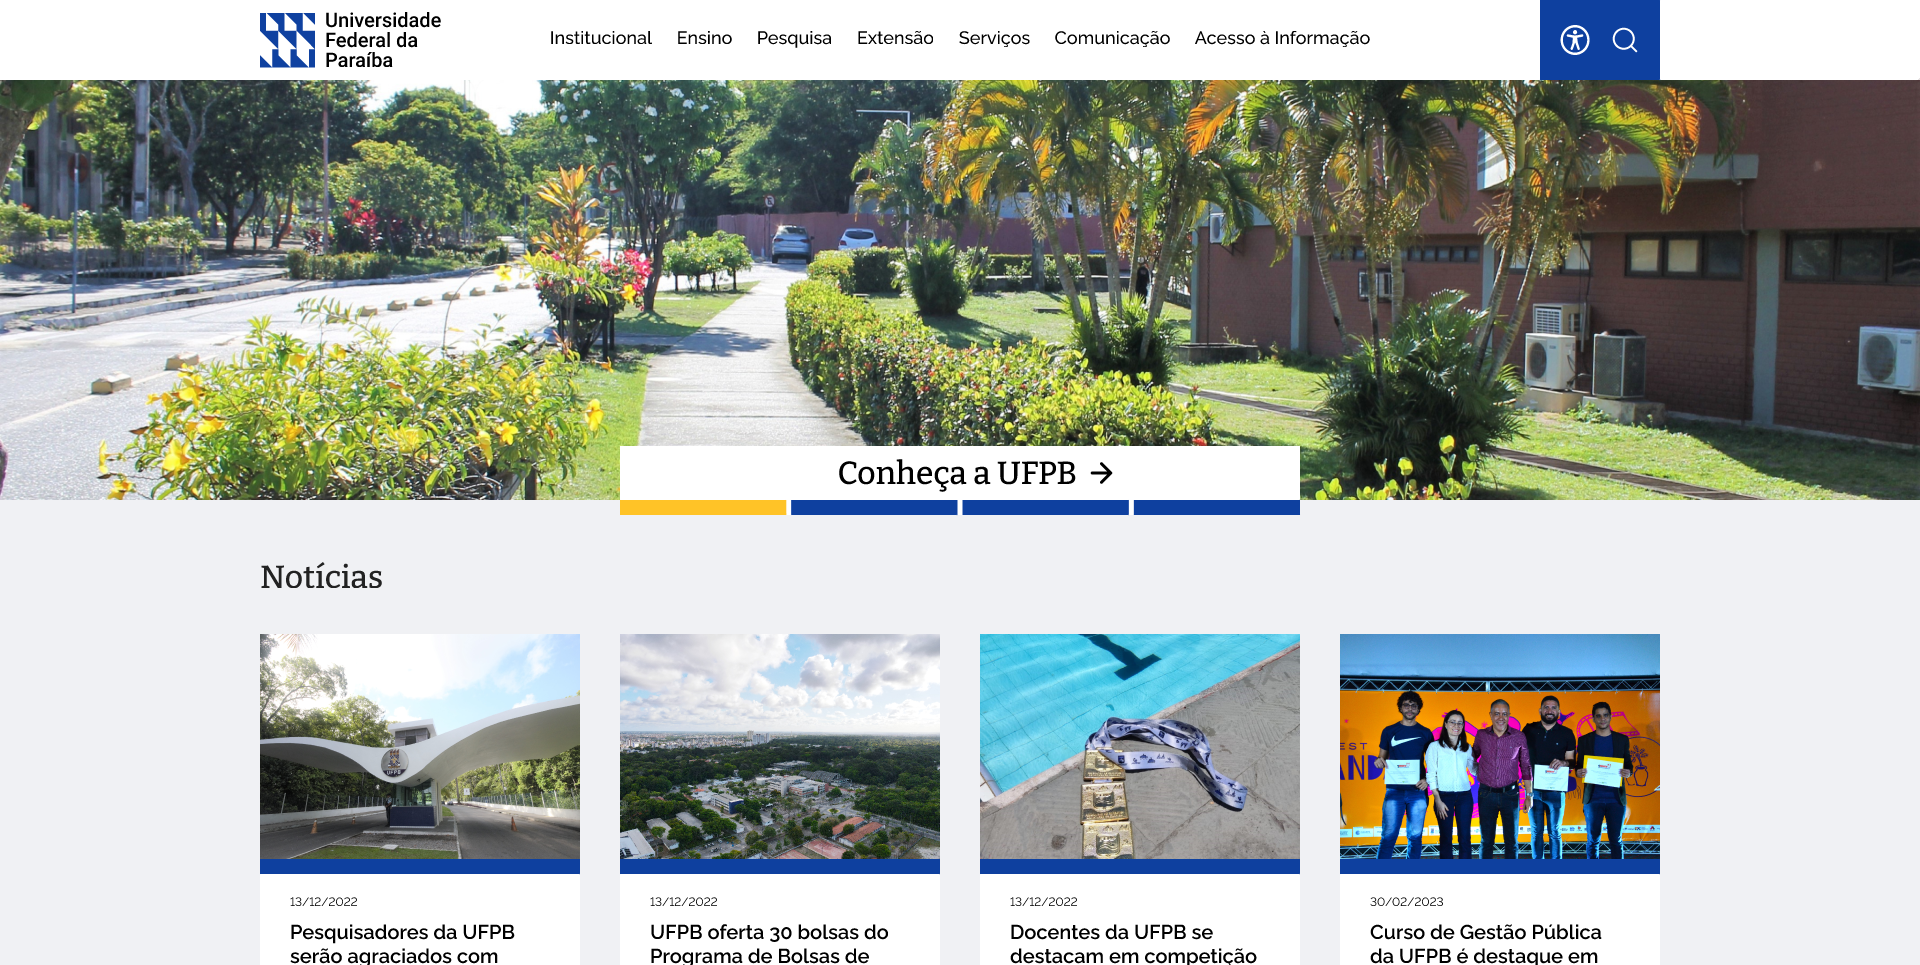 Universidade
Federal da
Paraíba
Institucional Ensino Pesquisa Extensão Serviços Comunicação Acesso à Informação
Conheça a UFPB →
Notícias
UFPB
13/12/2022
Pesquisadores da UFPB
serão agraciados com
13/12/2022
UFPB oferta 30 bolsas do
Programa de Bolsas de
13/12/2022
Docentes da UFPB se
destacam em competição
30/02/2023
Curso de Gestão Pública
da UFPB é destaque em